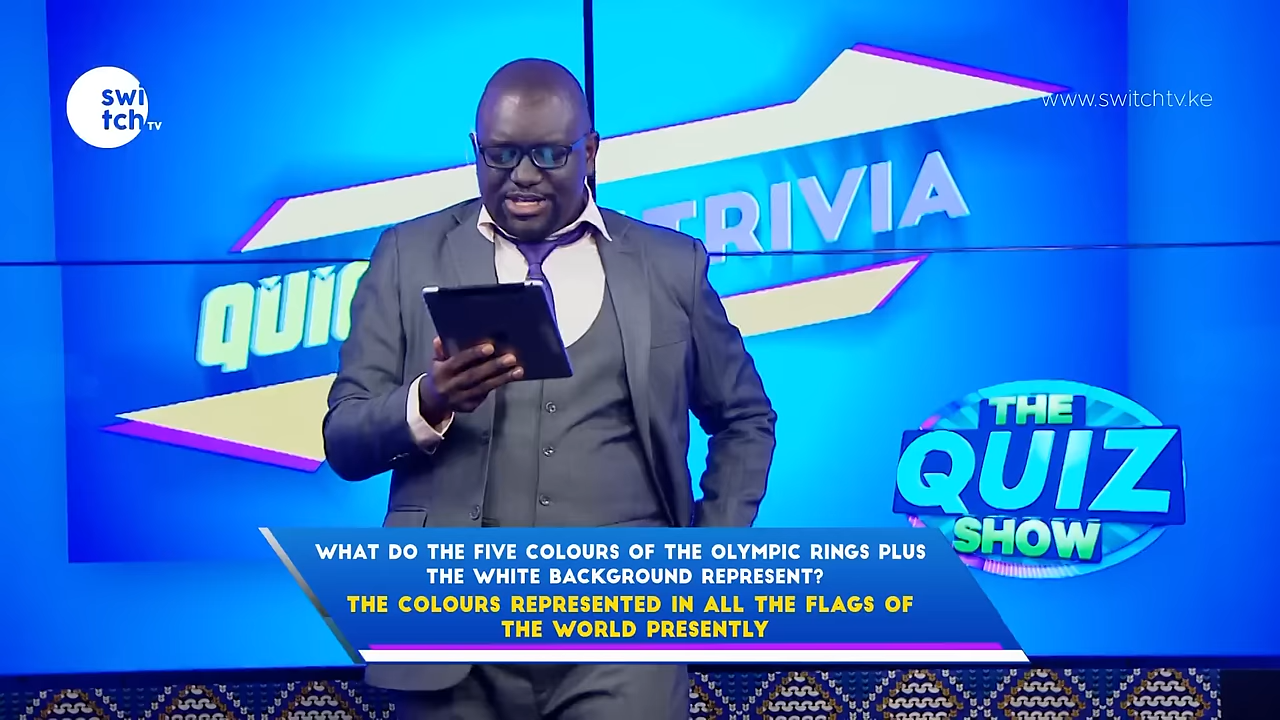 swi
tch TV
www.switchtv.ke
TRIVIA
THE
QUIZ
SHOW
WHAT DO THE FIVE COLOURS OF THE OLYMPIC RINGS PLUS
THE WHITE BACKGROUND REPRESENT?
THE COLOURS REPRESENTED IN ALL THE FLAGS OF
THE WORLD PRESENTLY